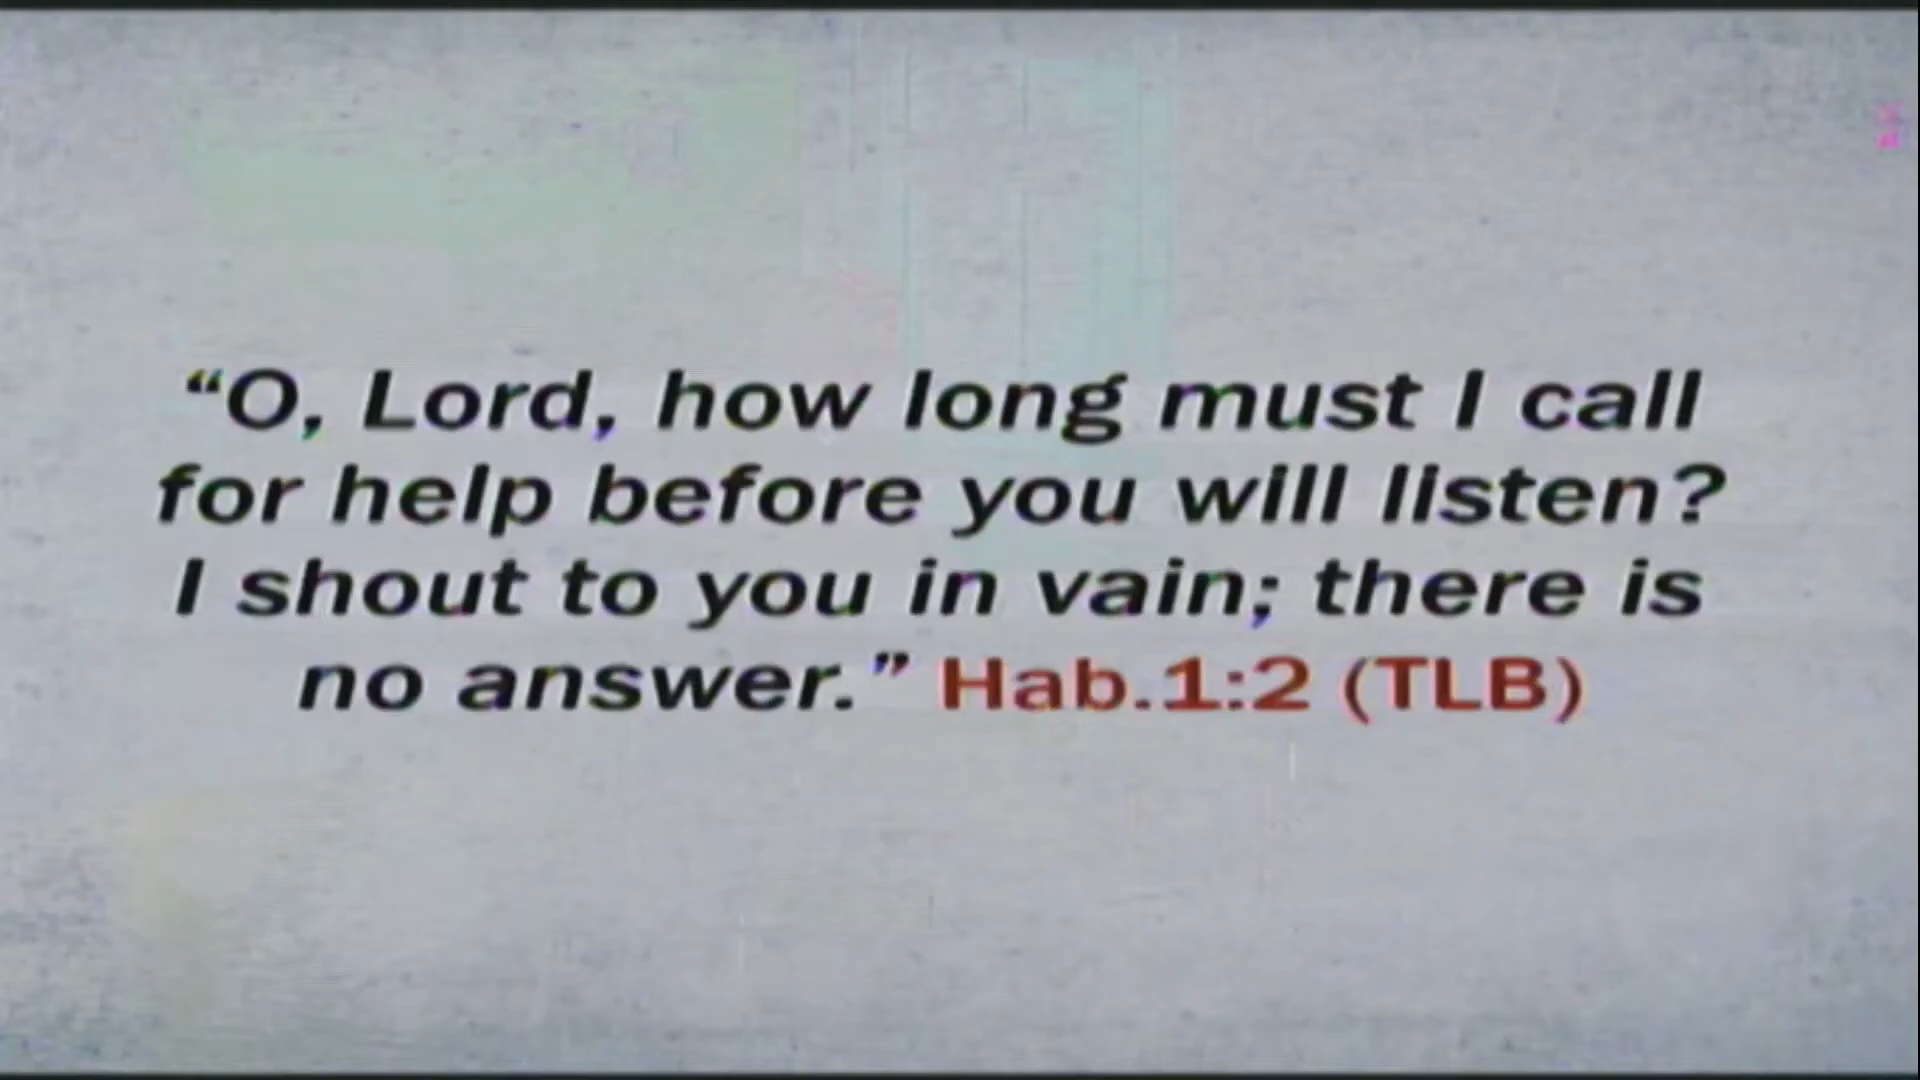 “O, Lord, how long must I call
for help before you will listen?
I shout to you in vain; there is
no answer.” Hab.1:2 (TLB)